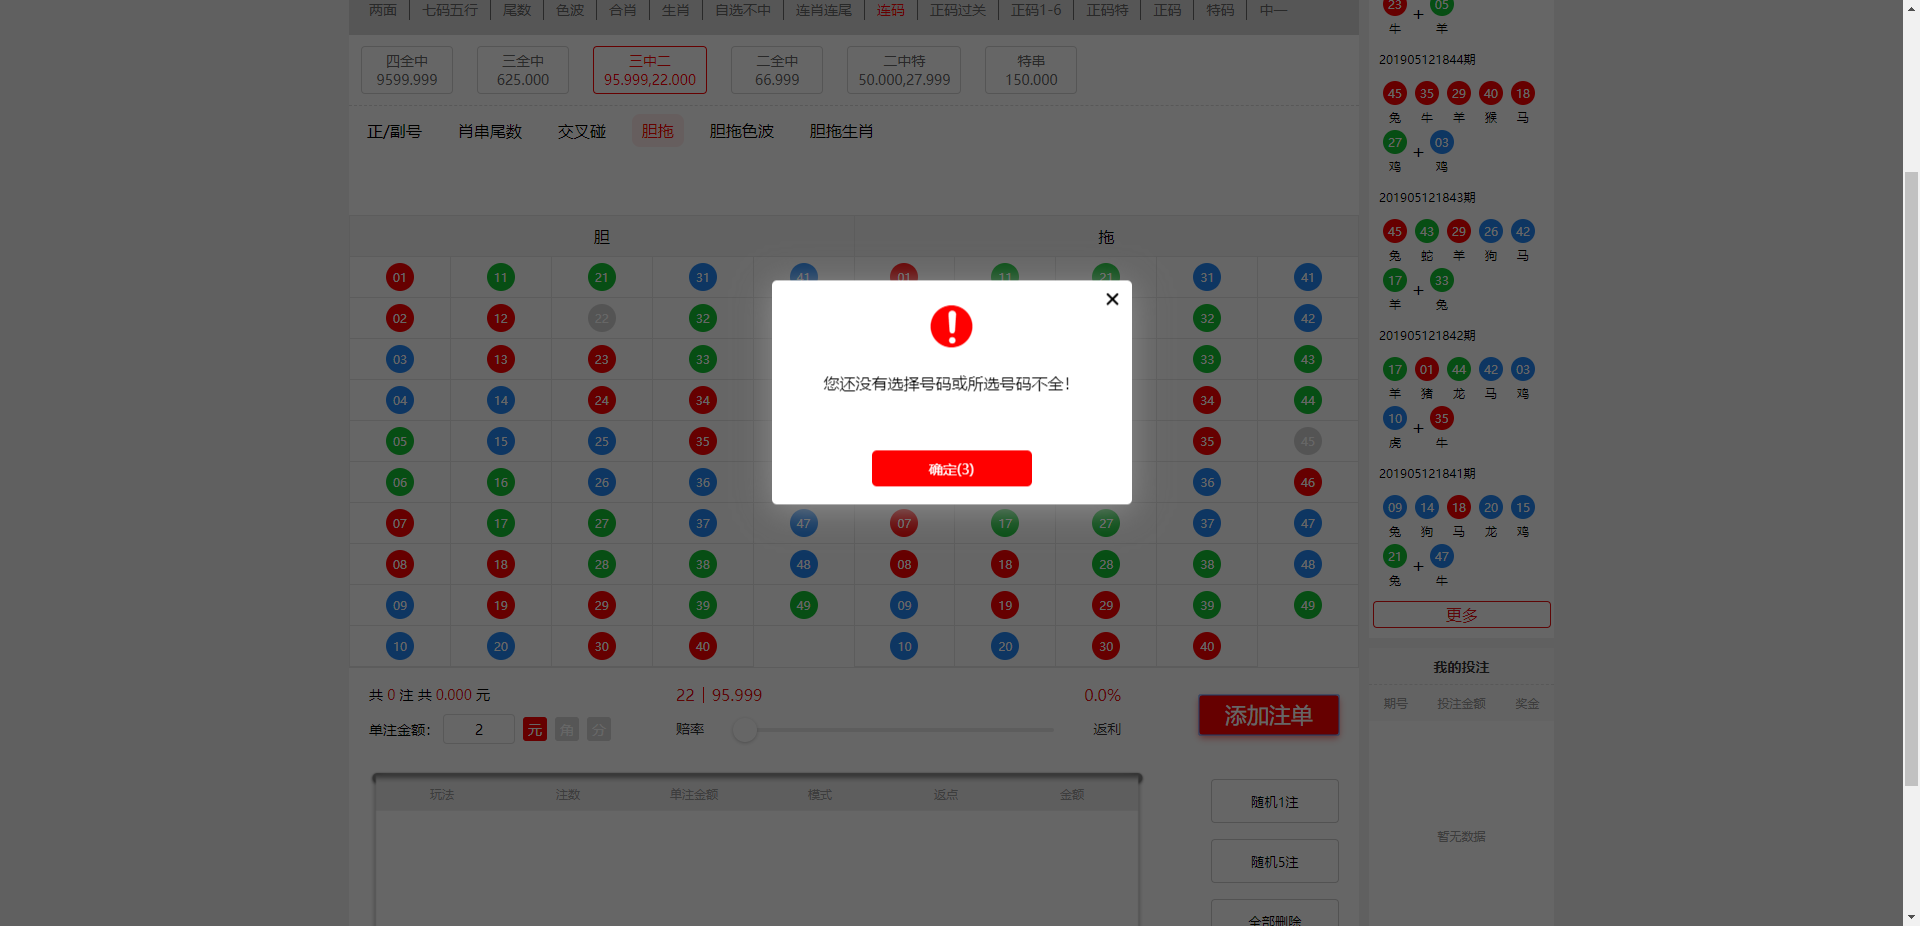 两面 七码五行 尾数 色波 合肖 生肖 自选不中 连肖连尾 连码 正码过关 正码1-6 正码特 正码 特码 中一
四全中 三全中 三中二 二全中 二中特 特串
9599.999 625.000 95.999,22.000 66.999 50.000,27.999 150.000
正/副号 肖串尾数 交叉碰 胆拖 胆拖色波 胆拖生肖
胆 拖
01 11 21 31 41 01 11 21 31 41
02 12 22 32 32 42
03 13 23 33 33 43
04 14 24 34 34 44
05 15 25 35 35 45
06 16 26 36 36 46
07 17 27 37 47 07 17 27 37 47
08 18 28 38 48 08 18 28 38 48
09 19 29 39 49 09 19 29 39 49
10 20 30 40 10 20 30 40
您还没有选择号码或所选号码不全!
确定(3)
共 0 注 共 0.000 元
22 | 95.999
0.0%
单注金额: 2 元 角 分
赔率
返利
添加注单
玩法 注数 单注金额 模式 返点 金额
随机1注
随机5注
全部删除
23 + 05
牛 羊
201905121844期
45 35 29 40 18
兔 牛 羊 猴 马
27 + 03
鸡 鸡
201905121843期
45 43 29 26 42
兔 蛇 羊 狗 马
17 + 33
羊 兔
201905121842期
17 01 44 42 03
羊 猪 龙 马 鸡
10 + 35
虎 牛
201905121841期
09 14 18 20 15
兔 狗 马 龙 鸡
21 + 47
兔 牛
更多
我的投注
期号 投注金额 奖金
暂无数据